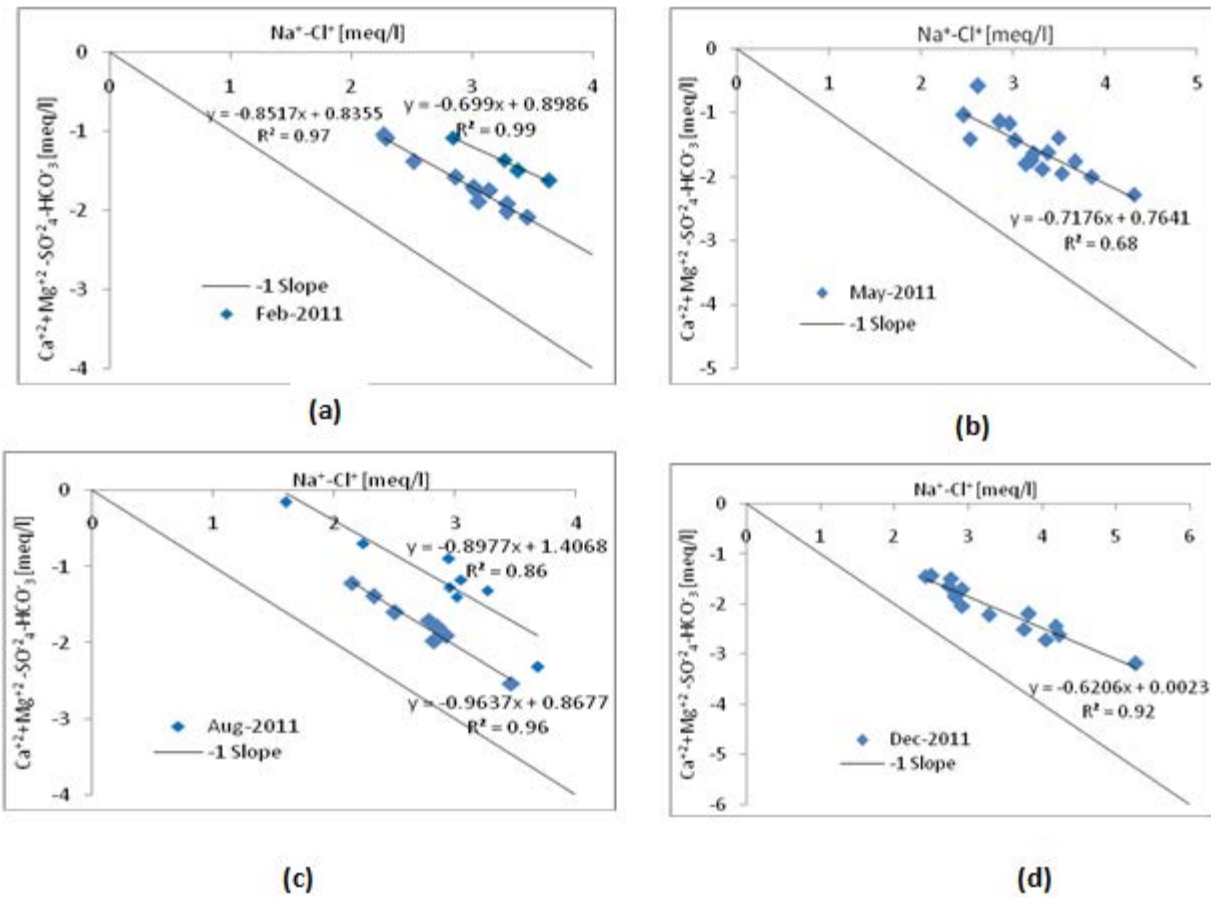 Na⁺-Cl⁺ [meq/l]
0
0 1 2 3 4
y = -0.8517x + 0.8355
R² = 0.97
y = -0.699x + 0.8986
R² = 0.99
-1
-2
-3
-4
Ca⁺²+Mg⁺² -SO⁻²₄-HCO⁻₃ [meq/l]
-1 Slope
Feb-2011
(a)
Na⁺-Cl⁺ [meq/l]
0
0 1 2 3 4 5
-1
-2
-3
-4
-5
Ca⁺²+Mg⁺² -SO⁻²₄-HCO⁻₃ [meq/l]
y = -0.7176x + 0.7641
R² = 0.68
May-2011
-1 Slope
(b)
Na⁺-Cl⁺ [meq/l]
0
0 1 2 3 4
-1
-2
-3
-4
Ca⁺²+Mg⁺² -SO⁻²₄-HCO⁻₃ [meq/l]
y = -0.8977x + 1.4068
R² = 0.86
y = -0.9637x + 0.8677
R² = 0.96
Aug-2011
-1 Slope
(c)
Na⁺-Cl⁺ [meq/l]
0
0 1 2 3 4 5 6
-1
-2
-3
-4
-5
-6
Ca⁺²+Mg⁺² -SO⁻²₄-HCO⁻₃ [meq/l]
y = -0.6206x + 0.0023
R² = 0.92
Dec-2011
-1 Slope
(d)